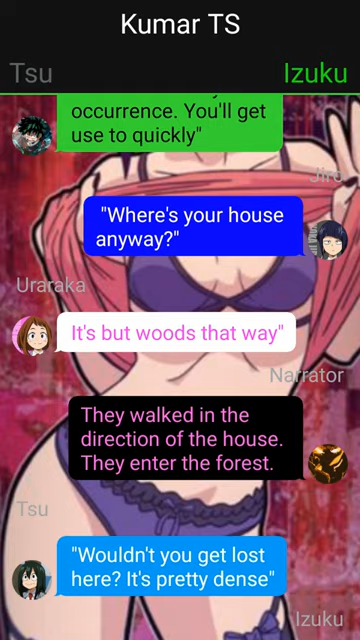 Kumar TS
Tsu
Izuku
occurrence. You'll get
use to quickly"
Jiro
"Where's your house
anyway?"
Uraraka
It's but woods that way"
Narrator
They walked in the
direction of the house.
They enter the forest.
Tsu
"Wouldn't you get lost
here? It's pretty dense"
Izuku